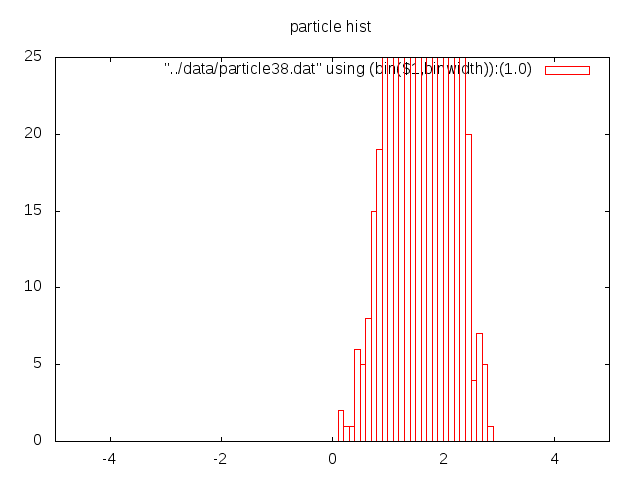 particle hist
"../data/particle38.dat" using (bin($1,binwidth)):(1.0)
25
20
15
10
5
0
-4 -2 0 2 4